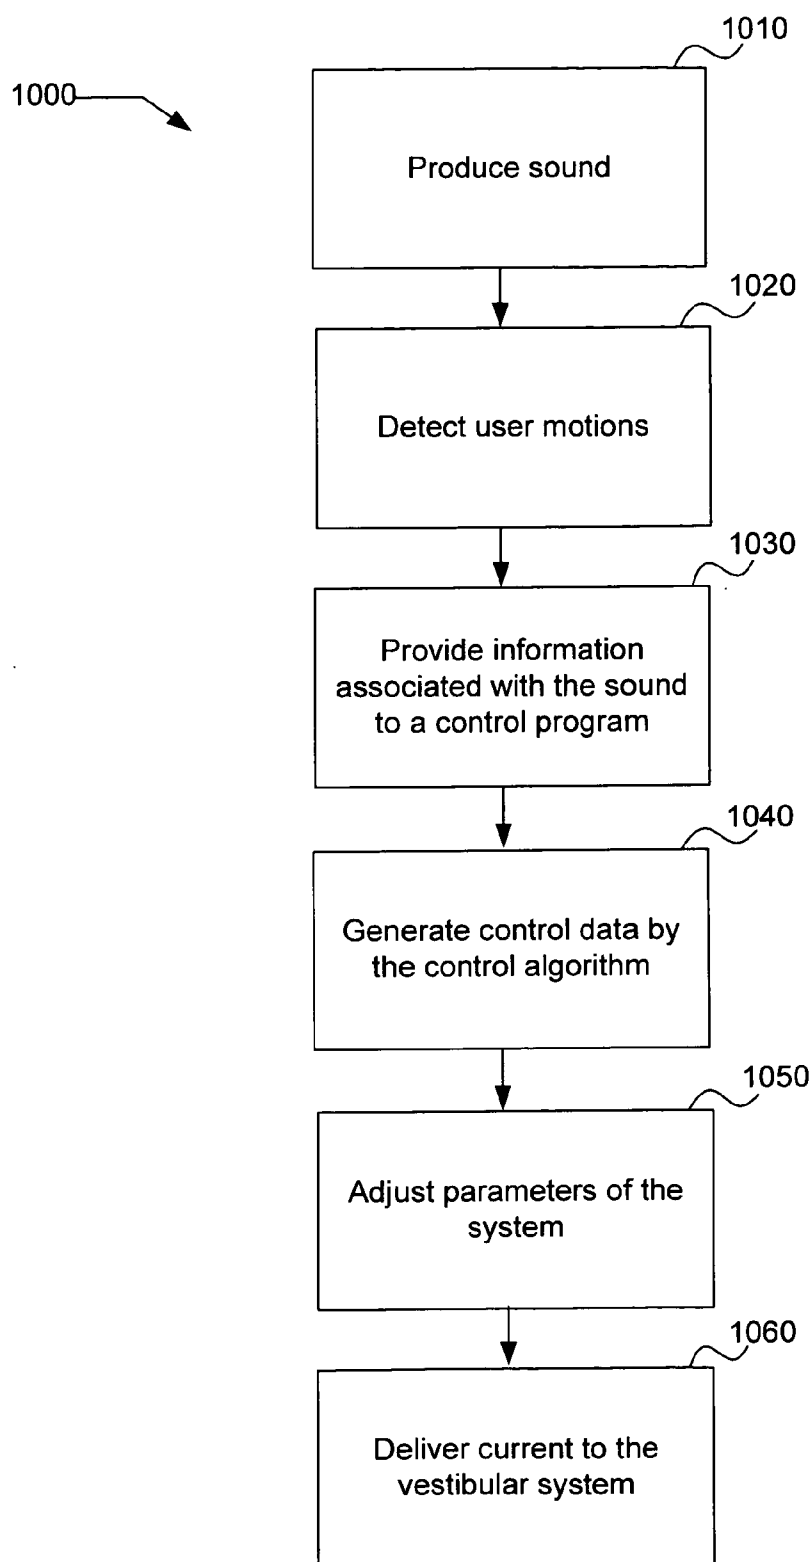 1010
1000
Produce sound
1020
Detect user motions
1030
Provide information
associated with the sound
to a control program
1040
Generate control data by
the control algorithm
1050
Adjust parameters of the
system
1060
Deliver current to the
vestibular system